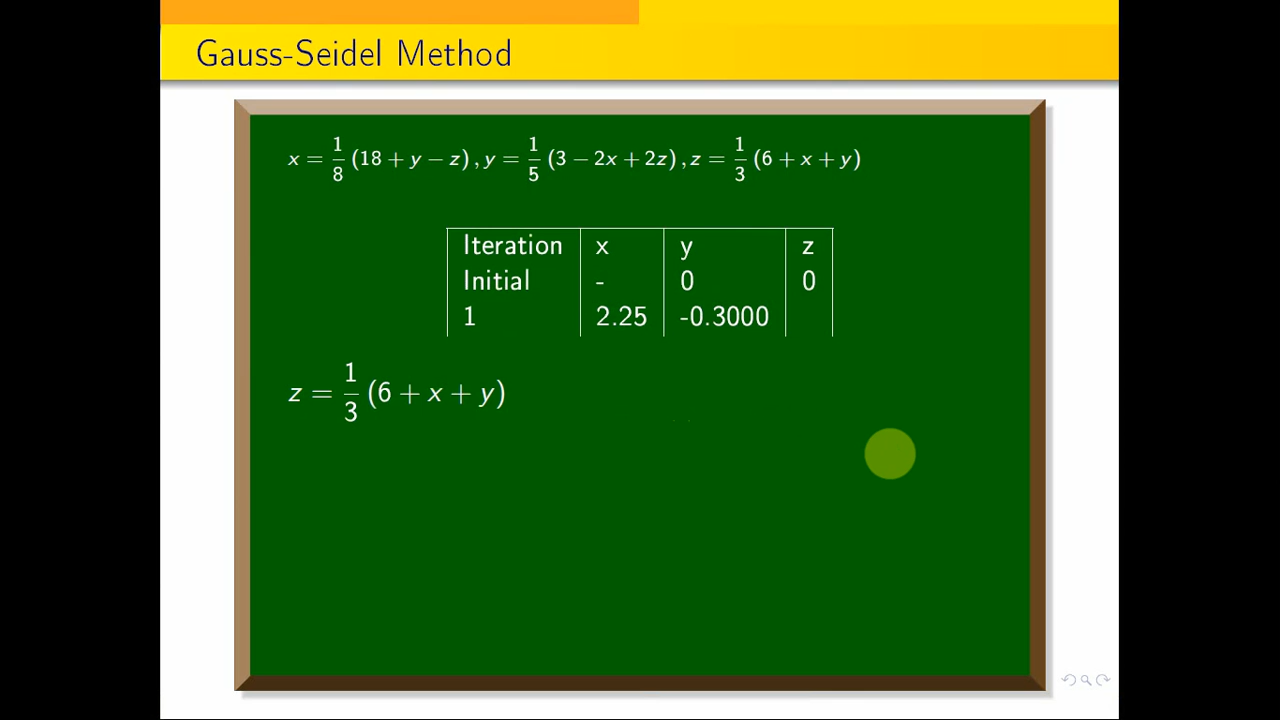 Gauss-Seidel Method
x = 1/8 (18 + y − z) , y = 1/5 (3 − 2x + 2z) , z = 1/3 (6 + x + y)
Iteration x y z
Initial - 0 0
1 2.25 -0.3000
z = 1/3 (6 + x + y)